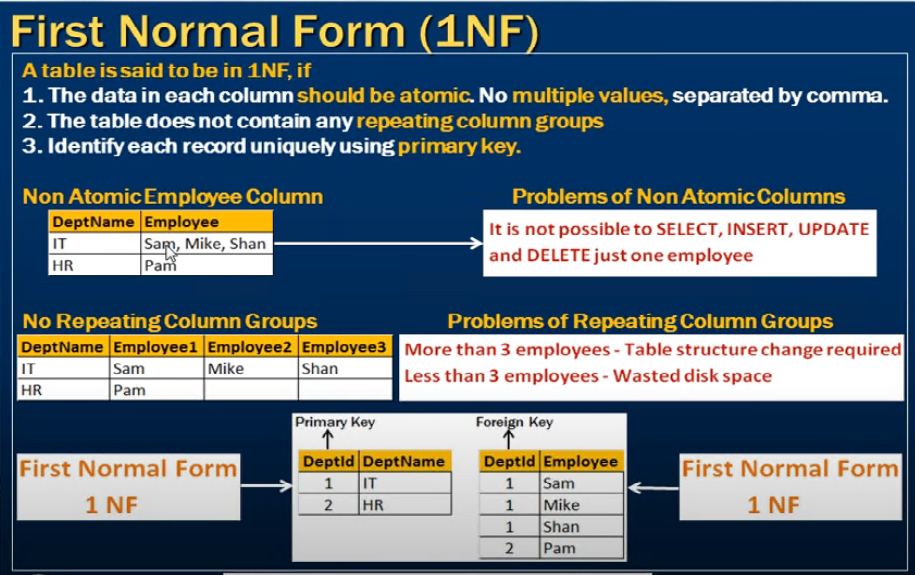 First Normal Form (1NF)
A table is said to be in 1NF, if
1. The data in each column should be atomic. No multiple values, separated by comma.
2. The table does not contain any repeating column groups
3. Identify each record uniquely using primary key.
Non Atomic Employee Column
DeptName Employee
IT Sam, Mike, Shan
HR Pam
Problems of Non Atomic Columns
It is not possible to SELECT, INSERT, UPDATE
and DELETE just one employee
No Repeating Column Groups
DeptName Employee1 Employee2 Employee3
IT Sam Mike Shan
HR Pam
Problems of Repeating Column Groups
More than 3 employees - Table structure change required
Less than 3 employees - Wasted disk space
First Normal Form
1 NF
Primary Key
DeptId DeptName
1 IT
2 HR
Foreign Key
DeptId Employee
1 Sam
1 Mike
1 Shan
2 Pam
First Normal Form
1 NF